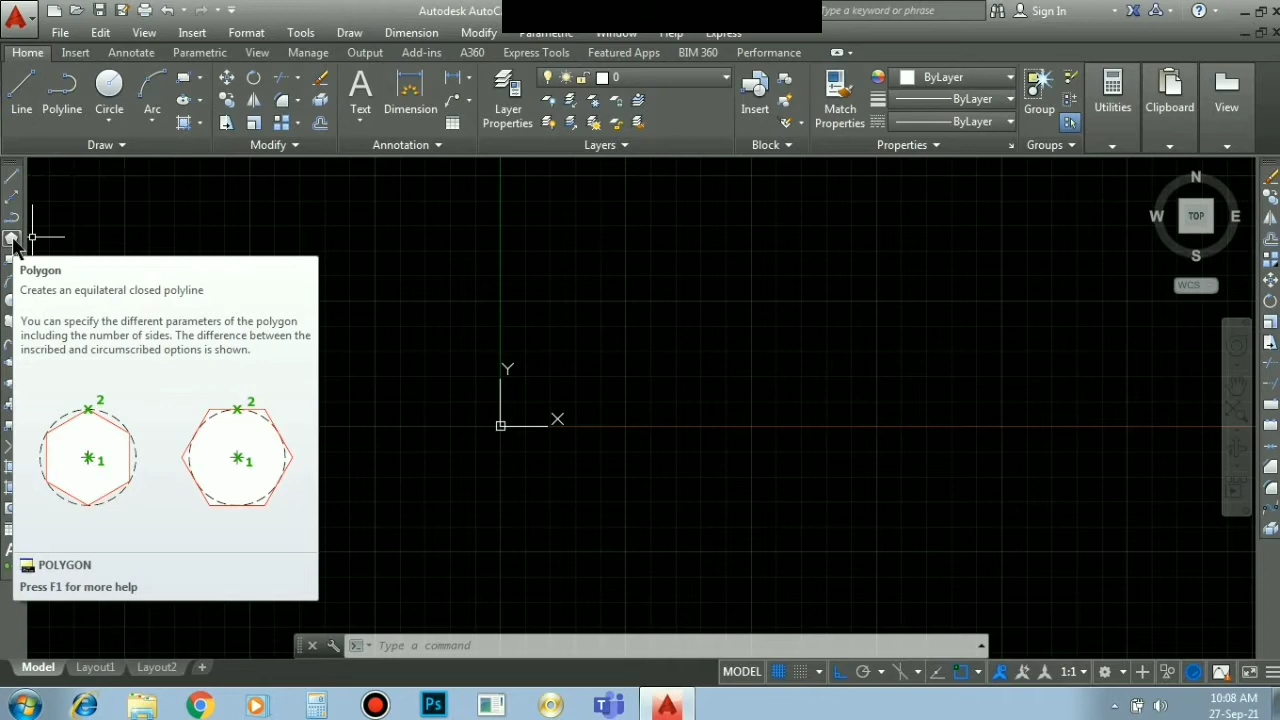 Autodesk AutoC
Type a keyword or phrase
Sign In
File
Edit
View
Insert
Format
Tools
Draw
Dimension
Modify
Express
Home
Insert
Annotate
Parametric
View
Manage
Output
Add-ins
A360
Express Tools
Featured Apps
BIM 360
Performance
Line
Polyline
Circle
Arc
Text
Dimension
Layer
Properties
0
Insert
Match
Properties
ByLayer
ByLayer
ByLayer
Group
Utilities
Clipboard
View
Draw
Modify
Annotation
Layers
Block
Properties
Groups
N
W
TOP
E
S
WCS
Polygon
Creates an equilateral closed polyline
You can specify the different parameters of the polygon
including the number of sides. The difference between the
inscribed and circumscribed options is shown.
2
1
2
1
POLYGON
Press F1 for more help
Y
X
Type a command
Model
Layout1
Layout2
MODEL
1:1
Ps
10:08 AM
27-Sep-21